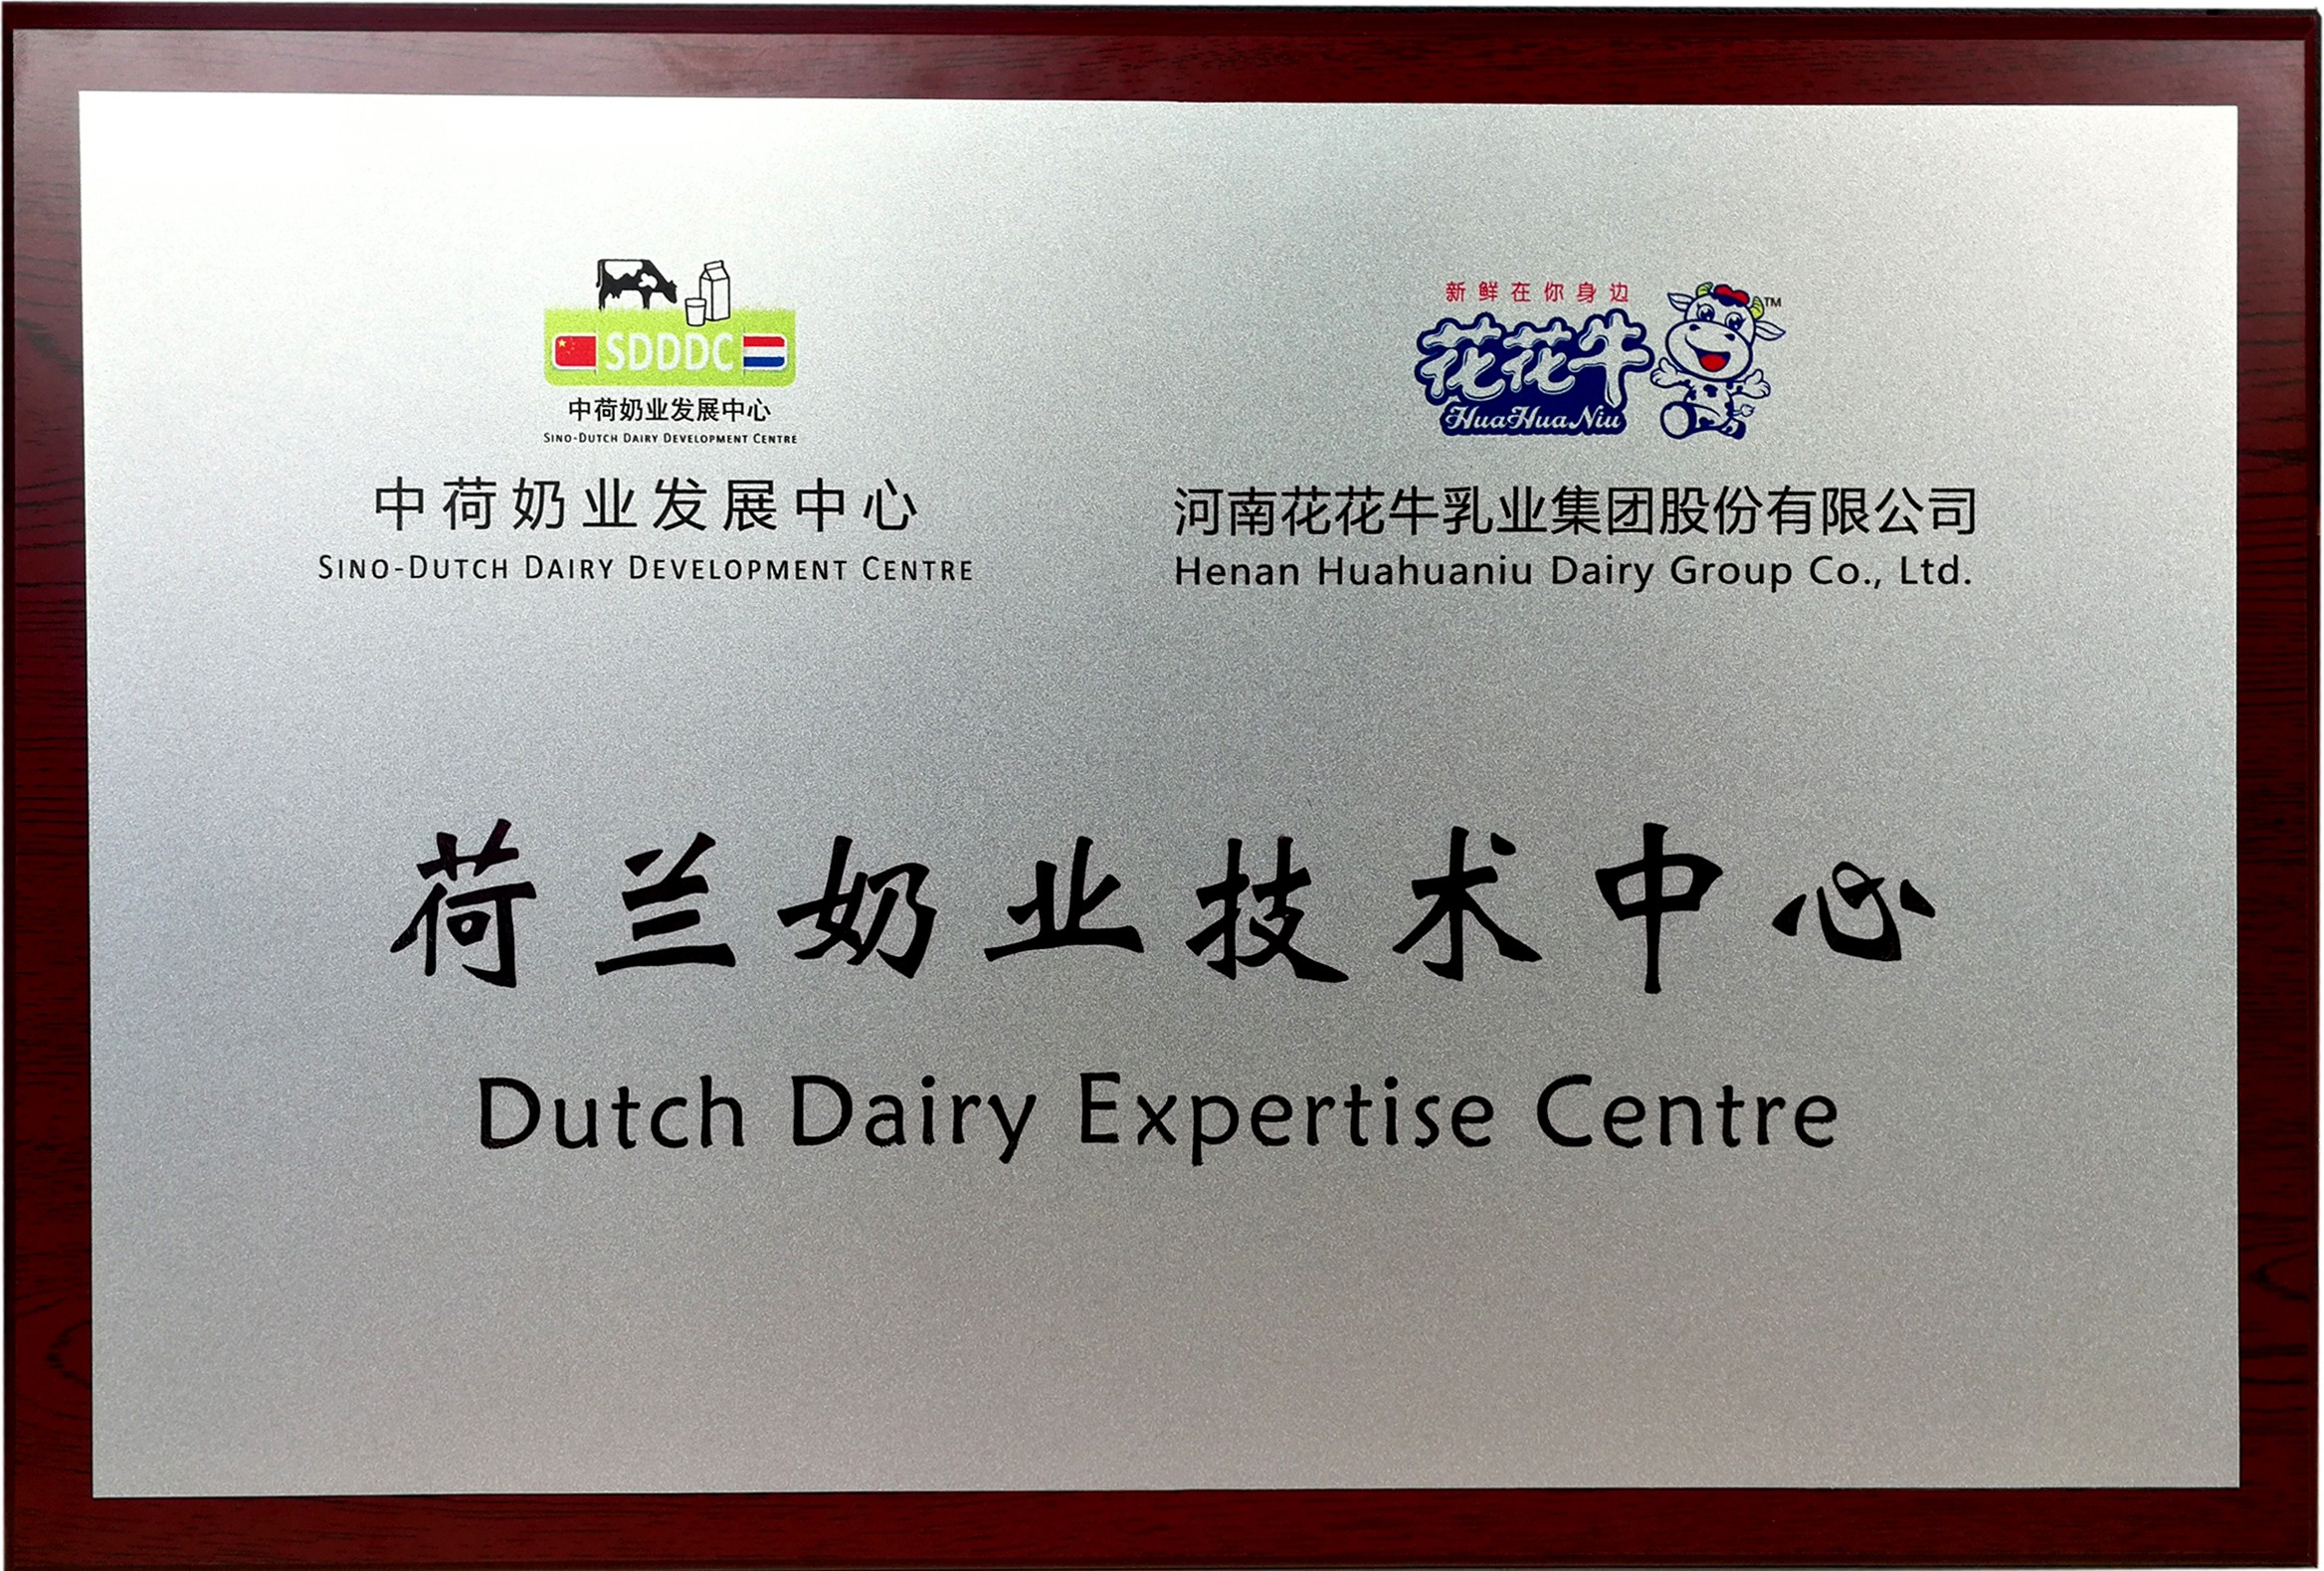 SDDDC
中荷奶业发展中心
SINO-DUTCH DAIRY DEVELOPMENT CENTRE
中荷奶业发展中心
SINO-DUTCH DAIRY DEVELOPMENT CENTRE
新鲜在你身边
TM
花花牛
HuaHuaNiu
河南花花牛乳业集团股份有限公司
Henan Huahuaniu Dairy Group Co., Ltd.
荷兰奶业技术中心
Dutch Dairy Expertise Centre